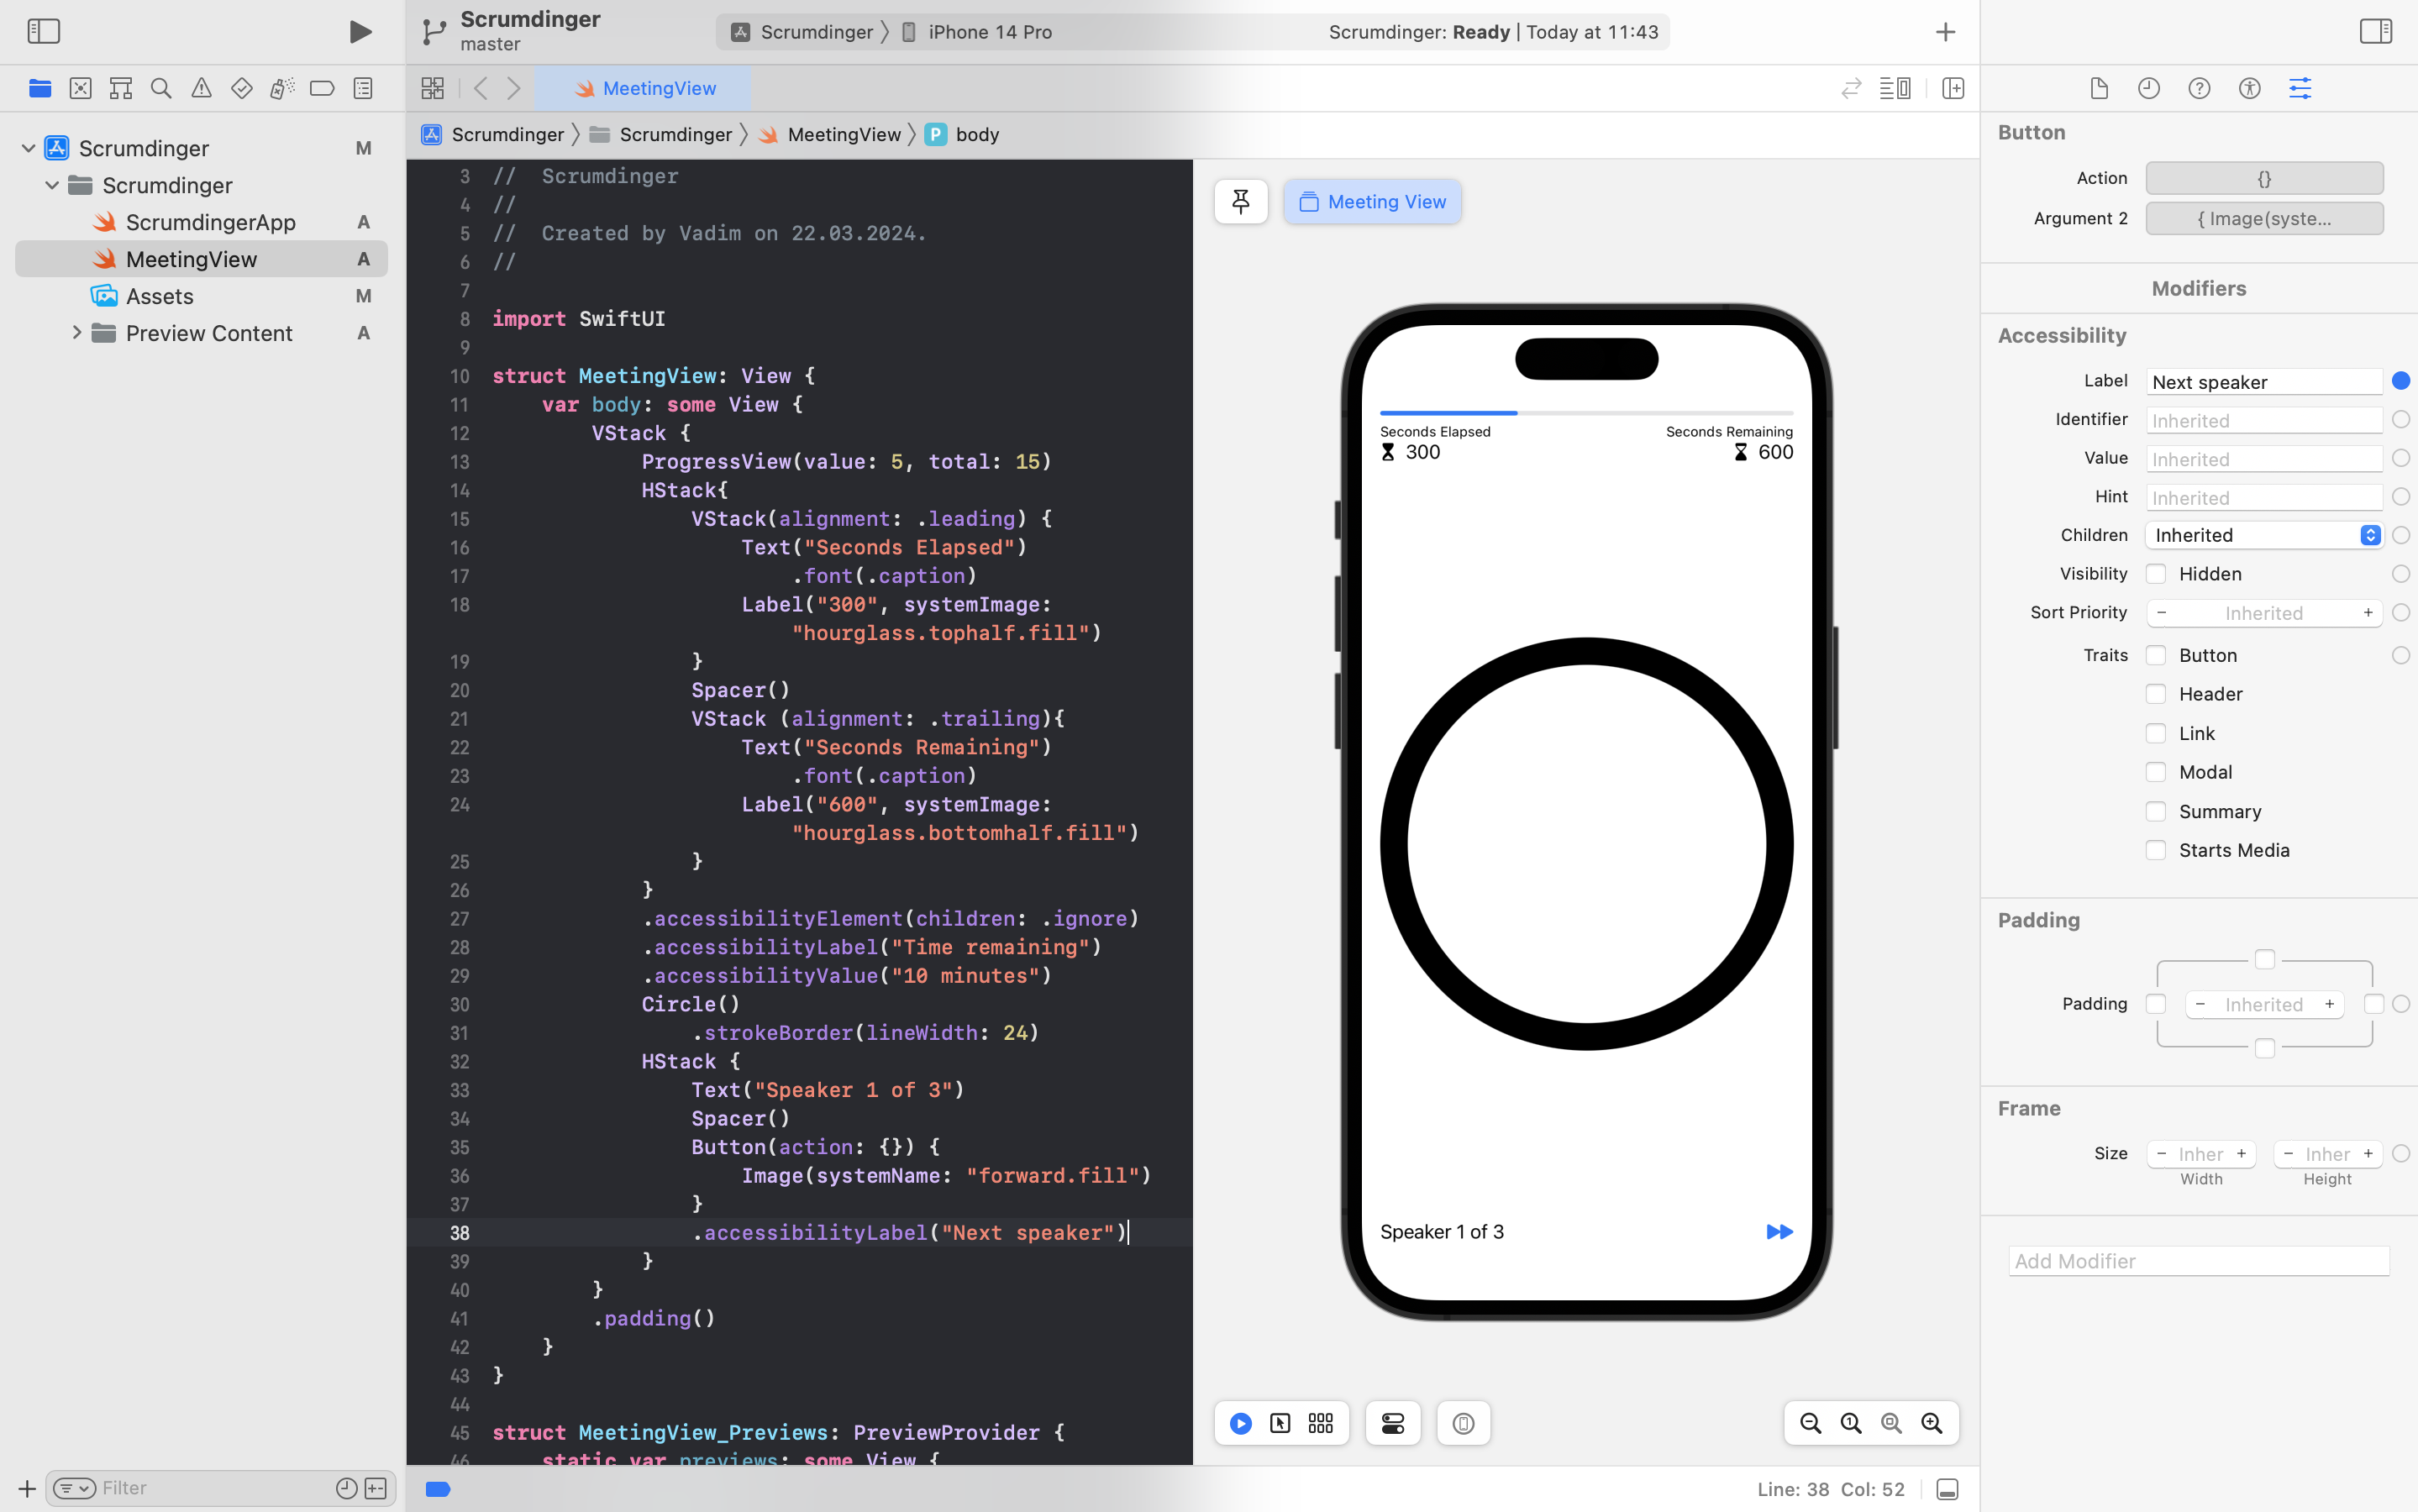 Scrumdinger
master
Scrumdinger
iPhone 14 Pro
Scrumdinger: Ready | Today at 11:43
MeetingView
Scrumdinger
Scrumdinger
MeetingView
P
body
Scrumdinger M
Scrumdinger
ScrumdingerApp A
MeetingView A
Assets M
Preview Content A
Filter
3 //  Scrumdinger
4 //
5 //  Created by Vadim on 22.03.2024.
6 //
7
8 import SwiftUI
9
10 struct MeetingView: View {
11 var body: some View {
12 VStack {
13 ProgressView(value: 5, total: 15)
14 HStack{
15 VStack(alignment: .leading) {
16 Text("Seconds Elapsed")
17 .font(.caption)
18 Label("300", systemImage:
"hourglass.tophalf.fill")
19 }
20 Spacer()
21 VStack (alignment: .trailing){
22 Text("Seconds Remaining")
23 .font(.caption)
24 Label("600", systemImage:
"hourglass.bottomhalf.fill")
25 }
26 }
27 .accessibilityElement(children: .ignore)
28 .accessibilityLabel("Time remaining")
29 .accessibilityValue("10 minutes")
30 Circle()
31 .strokeBorder(lineWidth: 24)
32 HStack {
33 Text("Speaker 1 of 3")
34 Spacer()
35 Button(action: {}) {
36 Image(systemName: "forward.fill")
37 }
38 .accessibilityLabel("Next speaker")
39 }
40 }
41 .padding()
42 }
43 }
44
45 struct MeetingView_Previews: PreviewProvider {
46 static var previews: some View {
Meeting View
Seconds Elapsed
300
Seconds Remaining
600
Speaker 1 of 3
Line: 38 Col: 52
Button
Action {}
Argument 2 { Image(syste...
Modifiers
Accessibility
Label Next speaker
Identifier Inherited
Value Inherited
Hint Inherited
Children Inherited
Visibility Hidden
Sort Priority − Inherited +
Traits Button
Header
Link
Modal
Summary
Starts Media
Padding
Padding − Inherited +
Frame
Size − Inher + − Inher +
Width Height
Add Modifier